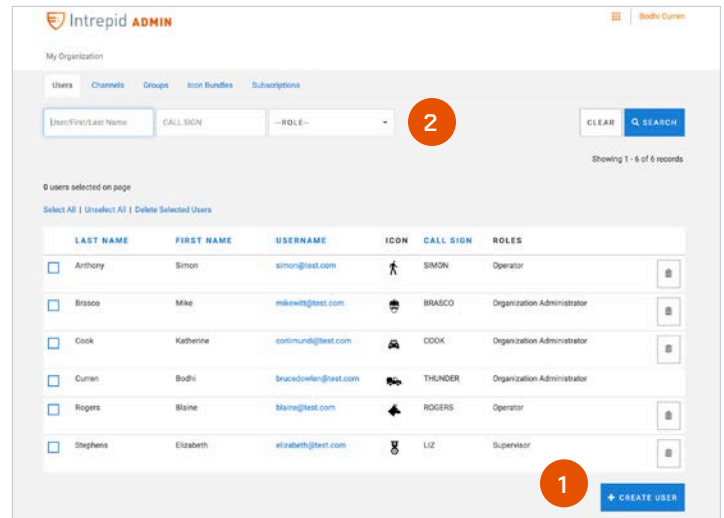 Intrepid ADMIN
Bodhi Curren
My Organization
Users Channels Groups Icon Bundles Subscriptions
User/First/Last Name CALL SIGN --ROLE-- 2 CLEAR SEARCH
Showing 1 - 6 of 6 records
0 users selected on page
Select All | Unselect All | Delete Selected Users
LAST NAME FIRST NAME USERNAME ICON CALL SIGN ROLES
Anthony Simon simon@test.com SIMON Operator
Brasco Mike mikewitt@test.com BRASCO Organization Administrator
Cook Katherine corlimundi@test.com COOK Organization Administrator
Curren Bodhi brucedowlen@test.com THUNDER Organization Administrator
Rogers Blaine blaine@test.com ROGERS Operator
Stephens Elizabeth elizabeth@test.com LIZ Supervisor
1 + CREATE USER